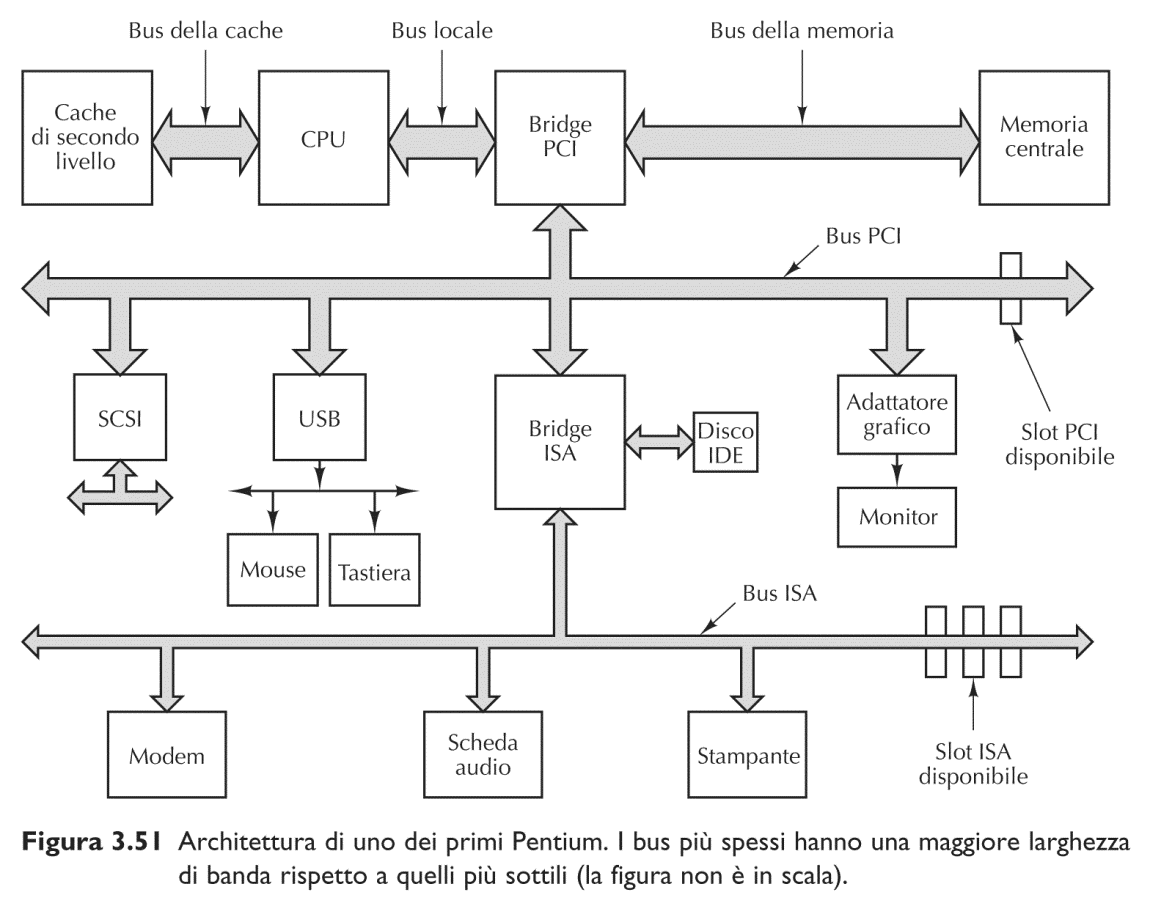 Bus della cache
Bus locale
Bus della memoria
Cache
di secondo
livello
CPU
Bridge
PCI
Memoria
centrale
Bus PCI
SCSI
USB
Bridge
ISA
Disco
IDE
Adattatore
grafico
Slot PCI
disponibile
Monitor
Mouse
Tastiera
Bus ISA
Modem
Scheda
audio
Stampante
Slot ISA
disponibile
Figura 3.51 Architettura di uno dei primi Pentium. I bus più spessi hanno una maggiore larghezza
di banda rispetto a quelli più sottili (la figura non è in scala).